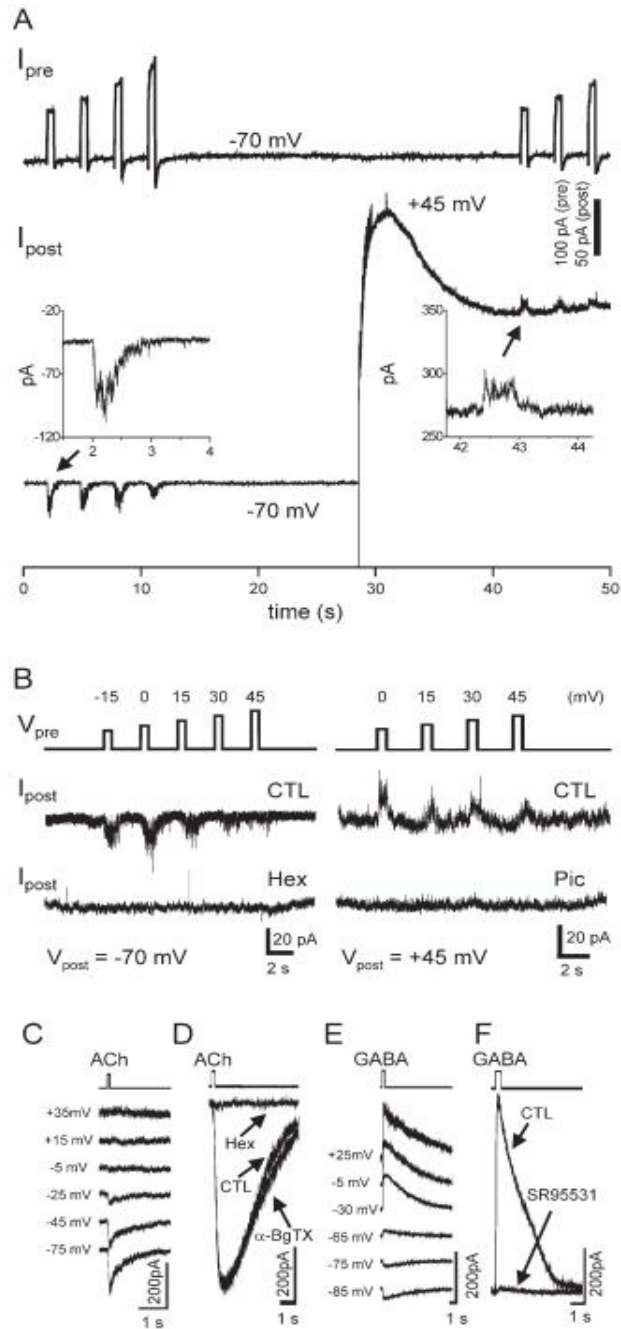 A
I pre
-70 mV
+45 mV
100 pA (pre)
50 pA (post)
I post
-20
-70
-120
pA
2 3 4
350
300
250
pA
42 43 44
-70 mV
0 10 20 30 40 50
time (s)
B
-15 0 15 30 45
0 15 30 45 (mV)
V pre
I post
CTL
CTL
I post
Hex
Pic
V post = -70 mV
20 pA
2 s
V post = +45 mV
20 pA
2 s
C D E F
ACh
ACh
GABA
GABA
+35mV
+15 mV
-5 mV
-25 mV
-45 mV
-75 mV
200pA
1 s
Hex
CTL
α-BgTX
200pA
1 s
+25mV
-5 mV
-30 mV
-65 mV
-75 mV
-85 mV
200pA
1 s
CTL
SR95531
200pA
1 s